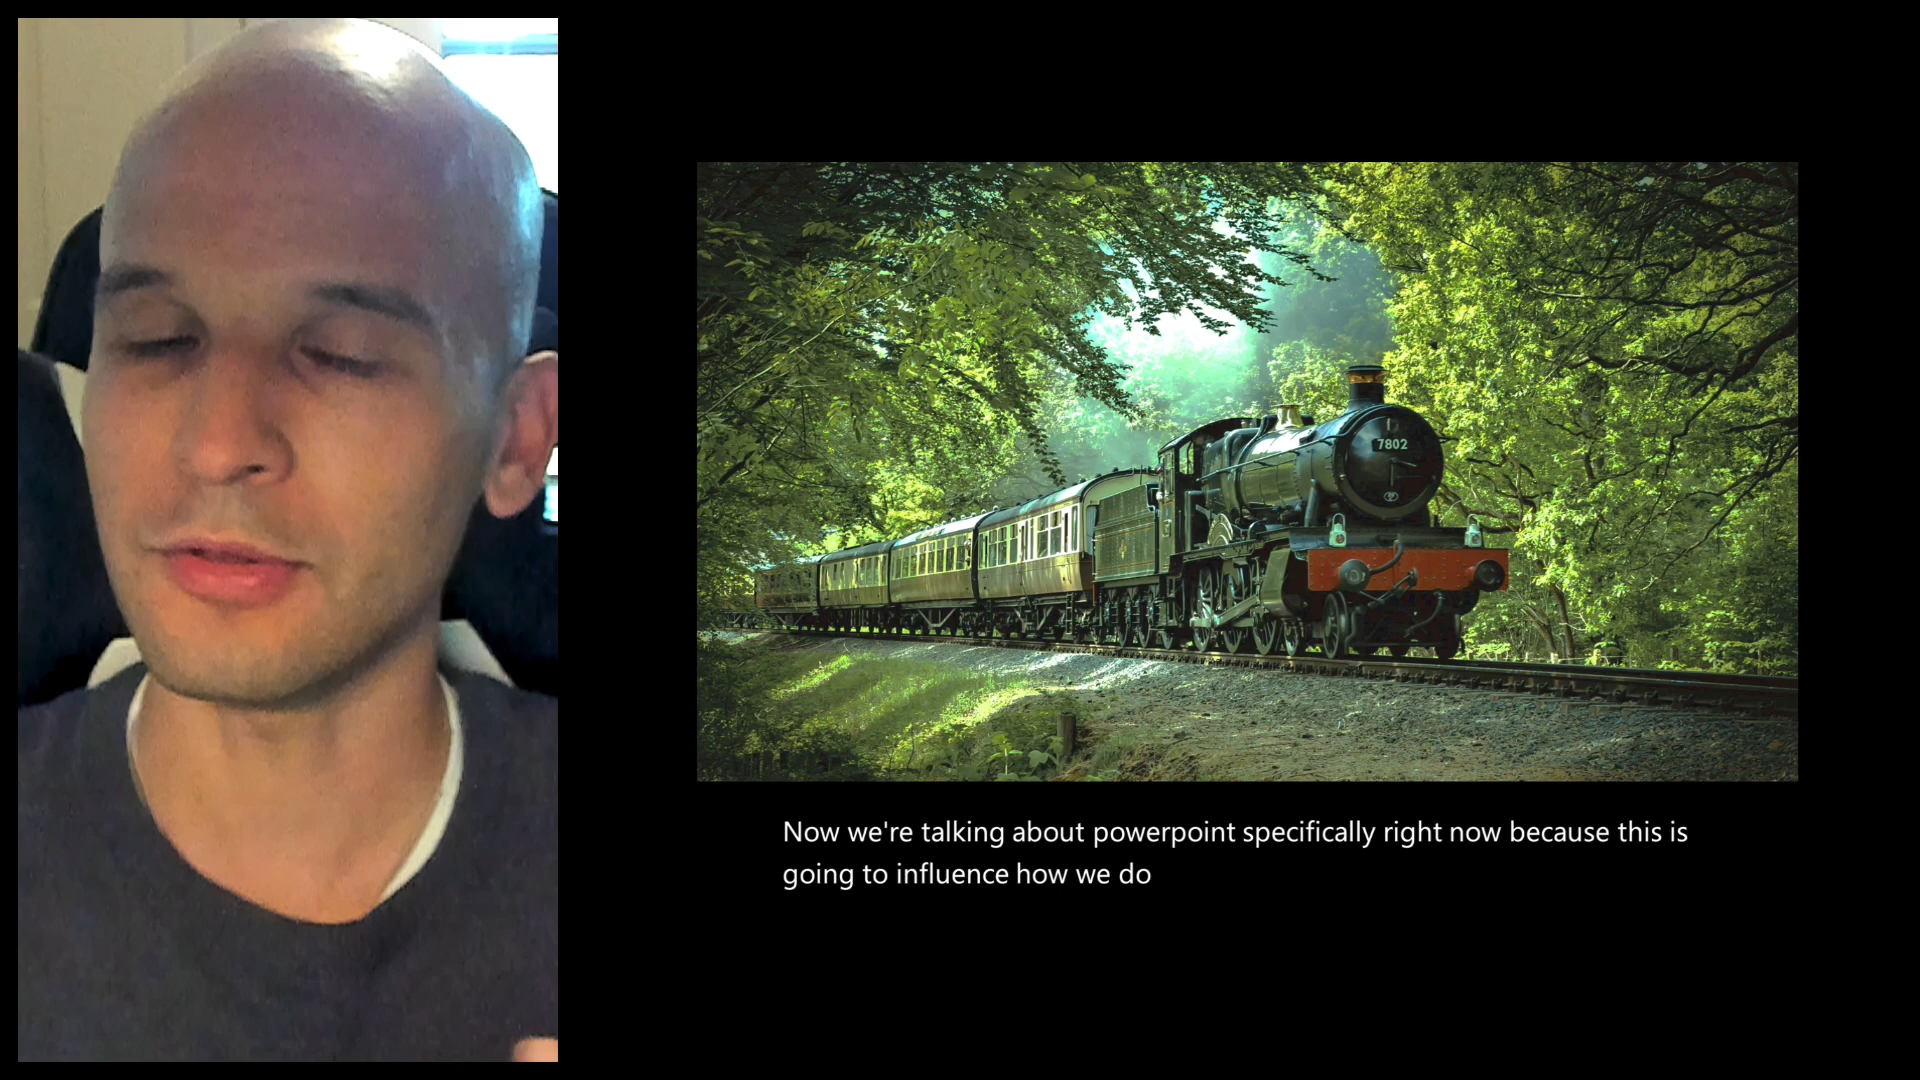 7802
Now we're talking about powerpoint specifically right now because this is
going to influence how we do